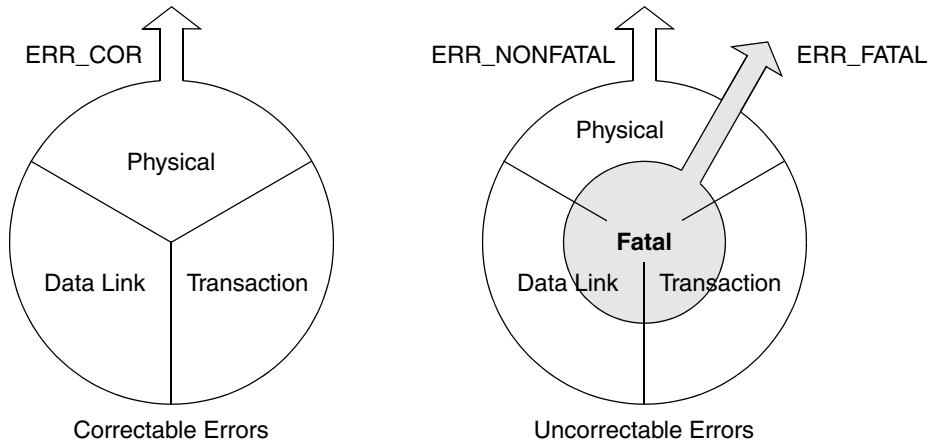 ERR_COR
Physical
Data Link
Transaction
Correctable Errors
ERR_NONFATAL
ERR_FATAL
Physical
Fatal
Data Link
Transaction
Uncorrectable Errors